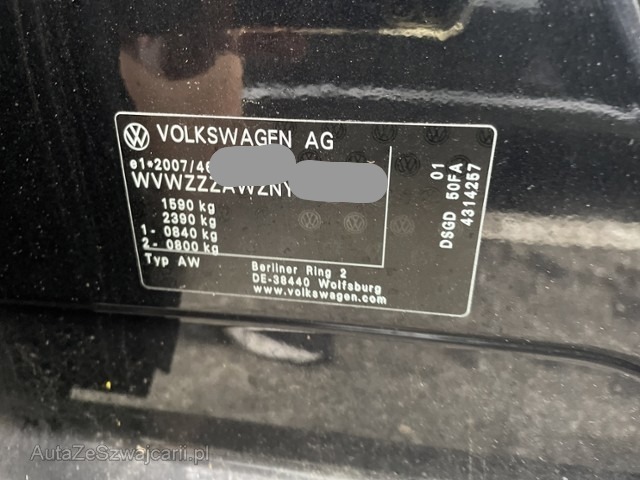 VOLKSWAGEN AG
e1*2007/46
WVWZZZAWZNY
1590 kg
2390 kg
1- 0840 kg
2- 0800 kg
Typ AW
Berliner Ring 2
DE-38440 Wolfsburg
www.volkswagen.com
01
DSGD 50FA
4314257
AutaZeSzwajcarii.pl